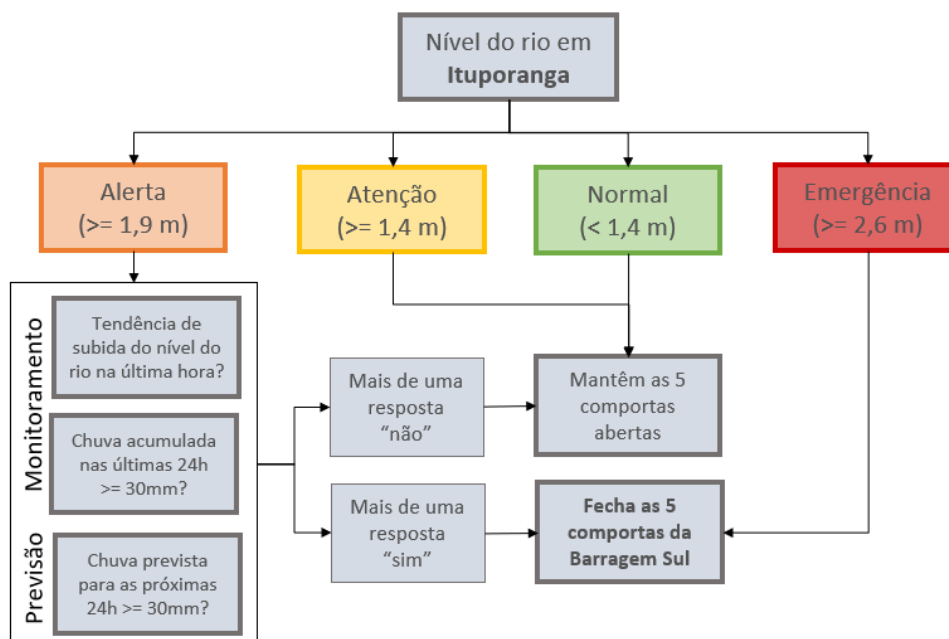 Nível do rio em
Ituporanga
Alerta
(>= 1,9 m)
Atenção
(>= 1,4 m)
Normal
(< 1,4 m)
Emergência
(>= 2,6 m)
Monitoramento
Tendência de
subida do nível do
rio na última hora?
Chuva acumulada
nas últimas 24h
>= 30mm?
Previsão
Chuva prevista
para as próximas
24h >= 30mm?
Mais de uma
resposta
“não”
Mantêm as 5
comportas
abertas
Mais de uma
resposta
“sim”
Fecha as 5
comportas da
Barragem Sul